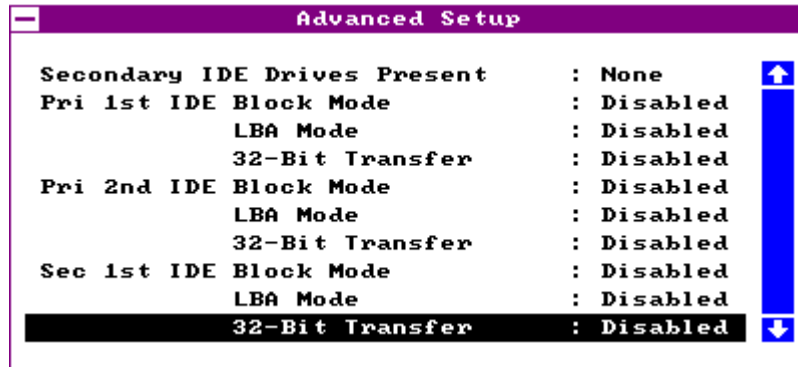 Advanced Setup
Secondary IDE Drives Present : None
Pri 1st IDE Block Mode : Disabled
LBA Mode : Disabled
32-Bit Transfer : Disabled
Pri 2nd IDE Block Mode : Disabled
LBA Mode : Disabled
32-Bit Transfer : Disabled
Sec 1st IDE Block Mode : Disabled
LBA Mode : Disabled
32-Bit Transfer : Disabled